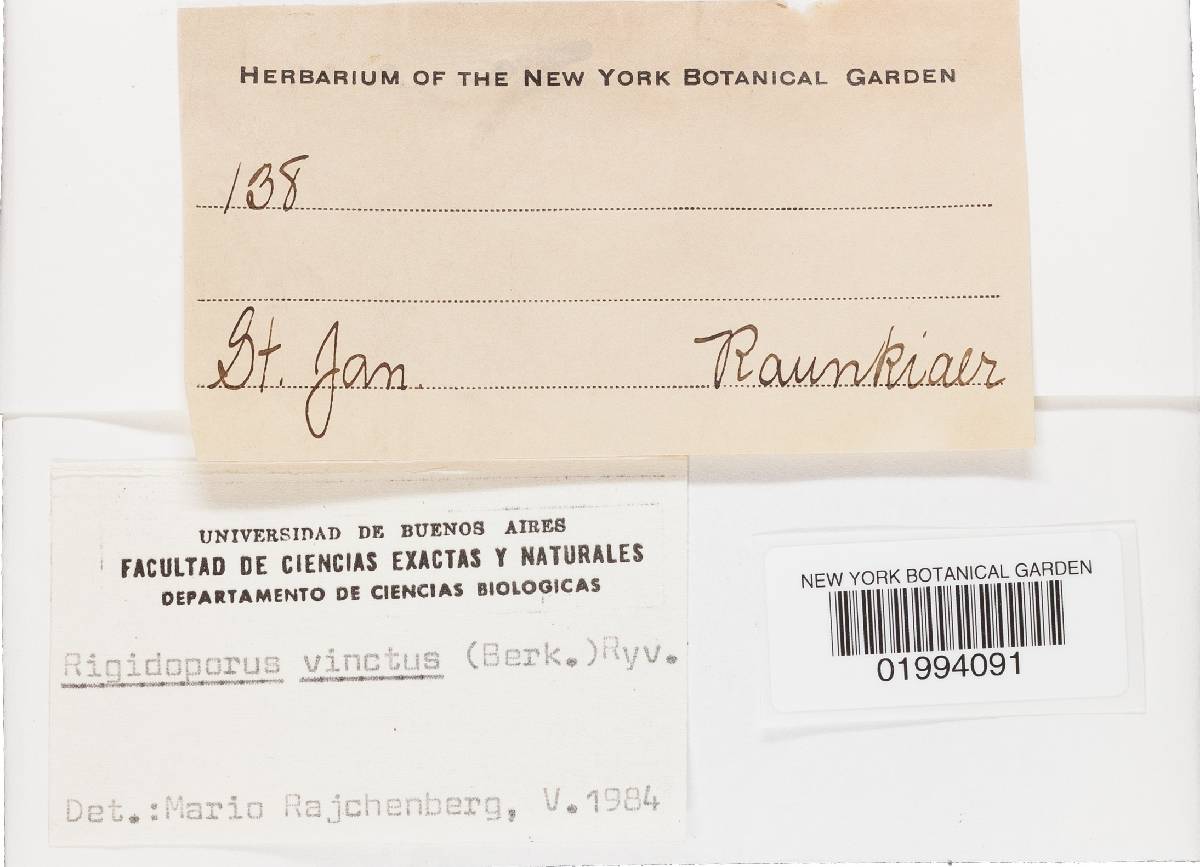 HERBARIUM OF THE NEW YORK BOTANICAL GARDEN
138
St. Jan. Raunkiaer
UNIVERSIDAD DE BUENOS AIRES
FACULTAD DE CIENCIAS EXACTAS Y NATURALES
DEPARTAMENTO DE CIENCIAS BIOLOGICAS
Rigidoporus vinctus (Berk.)Ryv.
Det.:Mario Rajchenberg, V.1984
NEW YORK BOTANICAL GARDEN
01994091